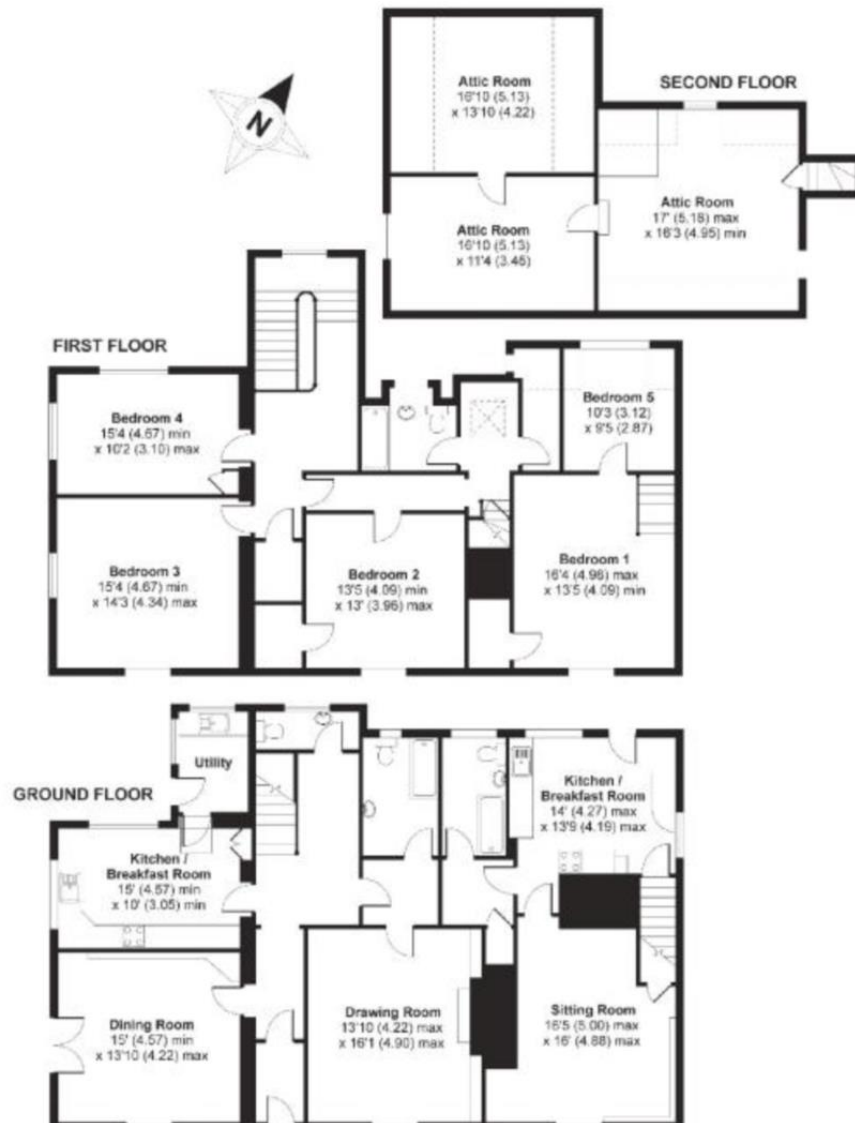 Attic Room
16'10 (5.13)
x 13'10 (4.22)
SECOND FLOOR
N
Attic Room
17' (5.18) max
x 16'3 (4.95) min
Attic Room
16'10 (5.13)
x 11'4 (3.45)
FIRST FLOOR
Bedroom 4
15'4 (4.67) min
x 10'2 (3.10) max
Bedroom 5
10'3 (3.12)
x 9'5 (2.87)
Bedroom 3
15'4 (4.67) min
x 14'3 (4.34) max
Bedroom 2
13'5 (4.09) min
x 13' (3.96) max
Bedroom 1
16'4 (4.98) max
x 13'5 (4.09) min
GROUND FLOOR
Utility
Kitchen /
Breakfast Room
15' (4.57) min
x 10' (3.05) min
Kitchen /
Breakfast Room
14' (4.27) max
x 13'9 (4.19) max
Dining Room
15' (4.57) min
x 13'10 (4.22) max
Drawing Room
13'10 (4.22) max
x 16'1 (4.90) max
Sitting Room
16'5 (5.00) max
x 16' (4.88) max